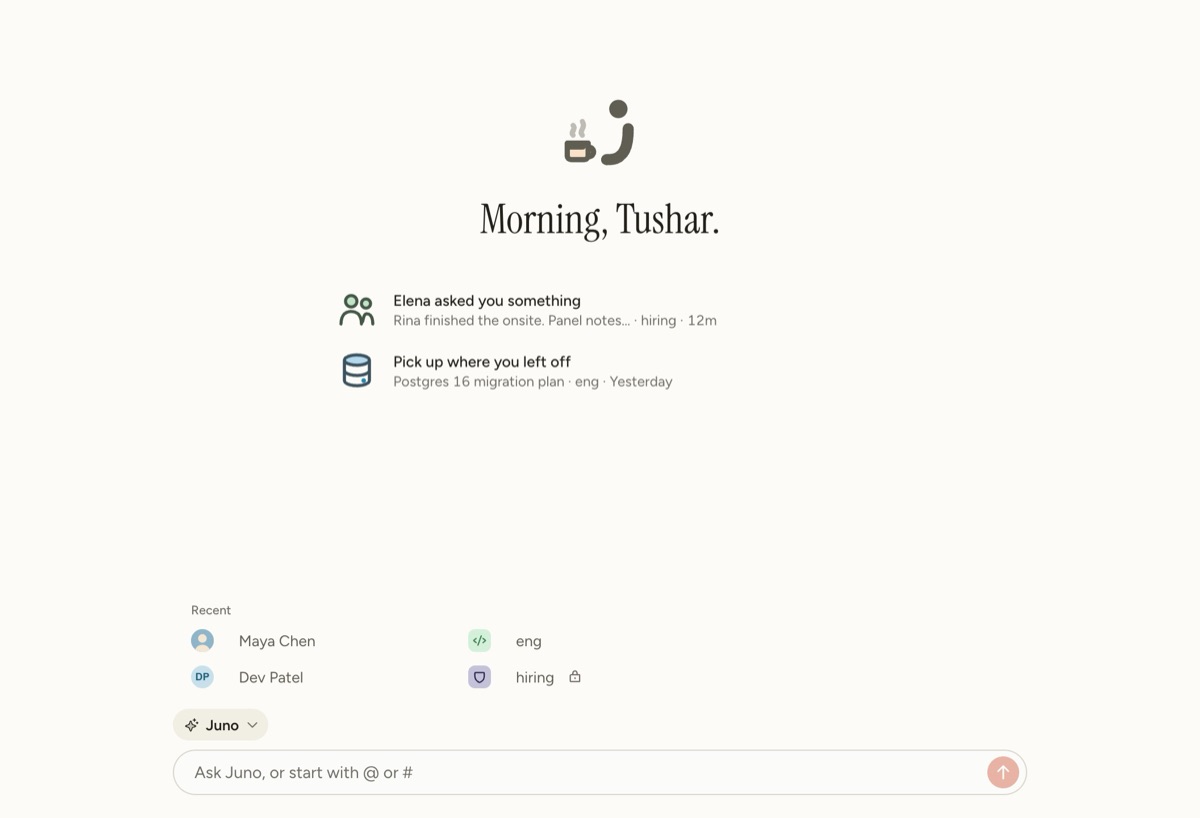 Morning, Tushar.
Elena asked you something
Rina finished the onsite. Panel notes... · hiring · 12m
Pick up where you left off
Postgres 16 migration plan · eng · Yesterday
Recent
Maya Chen
</> eng
DP Dev Patel
hiring
Juno
Ask Juno, or start with @ or #